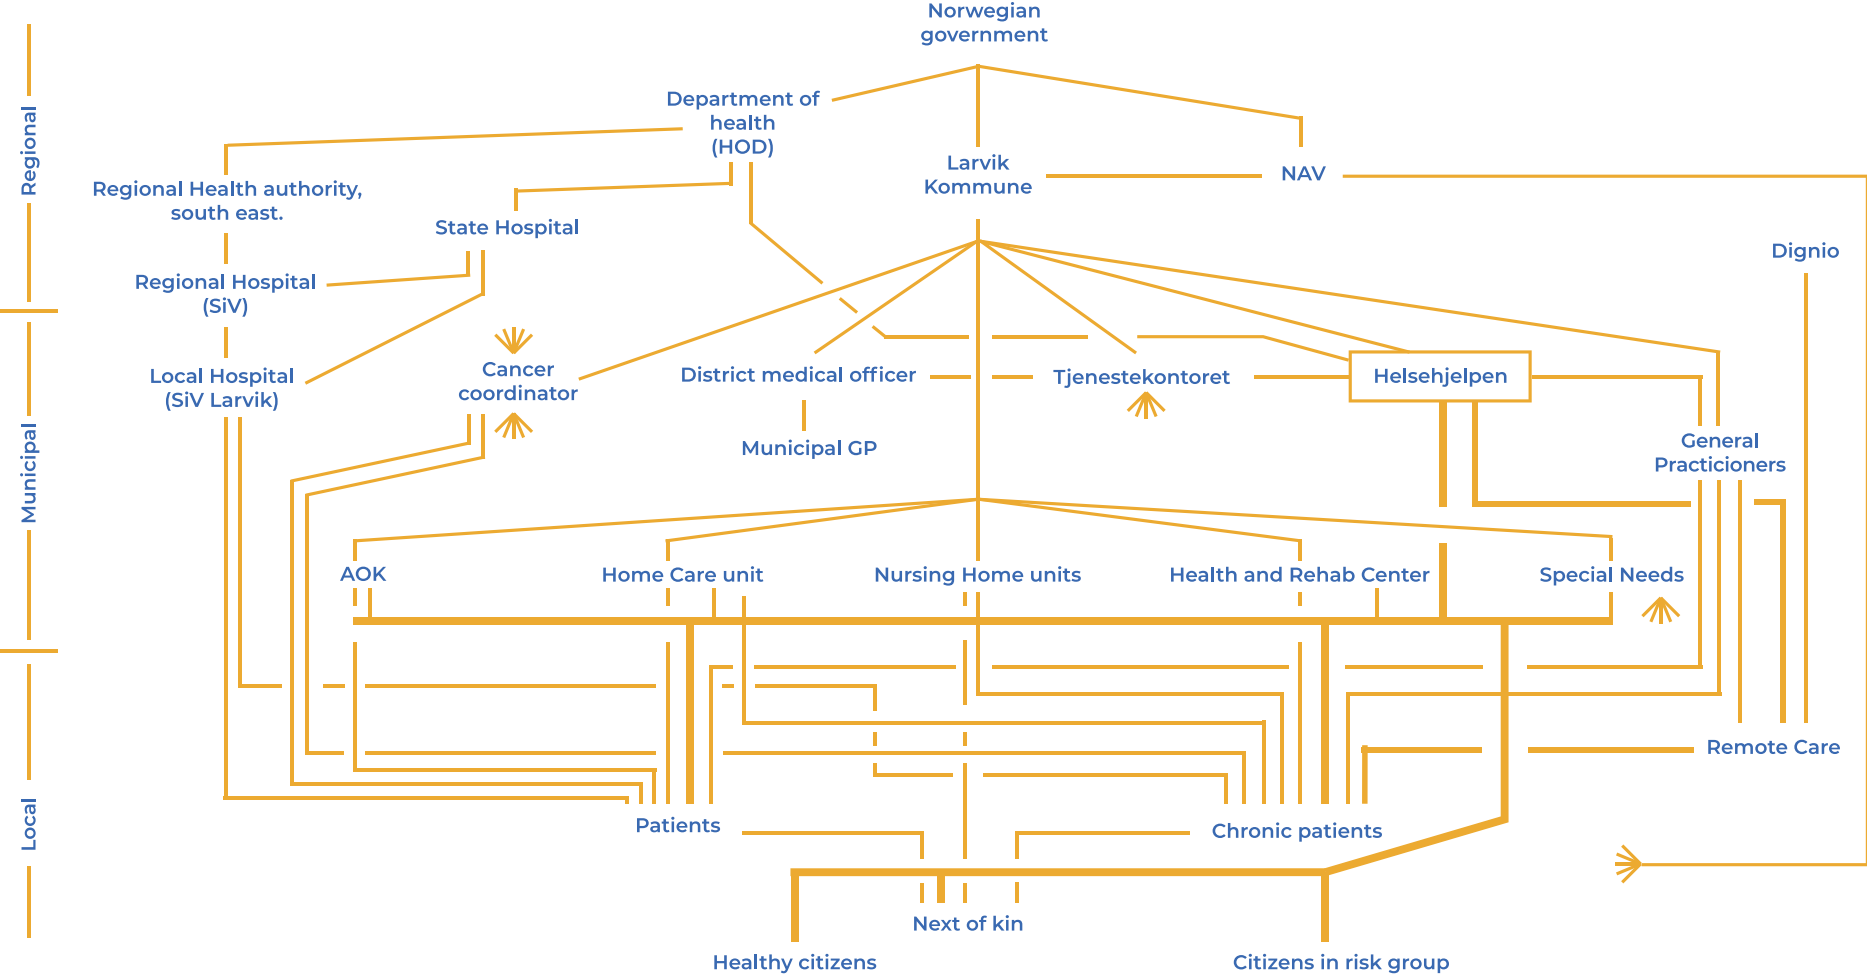 Norwegian
government
Department of
health
(HOD)
Regional
Larvik
Kommune
NAV
Regional Health authority,
south east.
State Hospital
Dignio
Regional Hospital
(SiV)
Cancer
coordinator
Local Hospital
(SiV Larvik)
District medical officer
Tjenestekontoret
Helsehjelpen
Municipal GP
General
Practicioners
Municipal
AOK
Home Care unit
Nursing Home units
Health and Rehab Center
Special Needs
Remote Care
Local
Patients
Chronic patients
Next of kin
Healthy citizens
Citizens in risk group